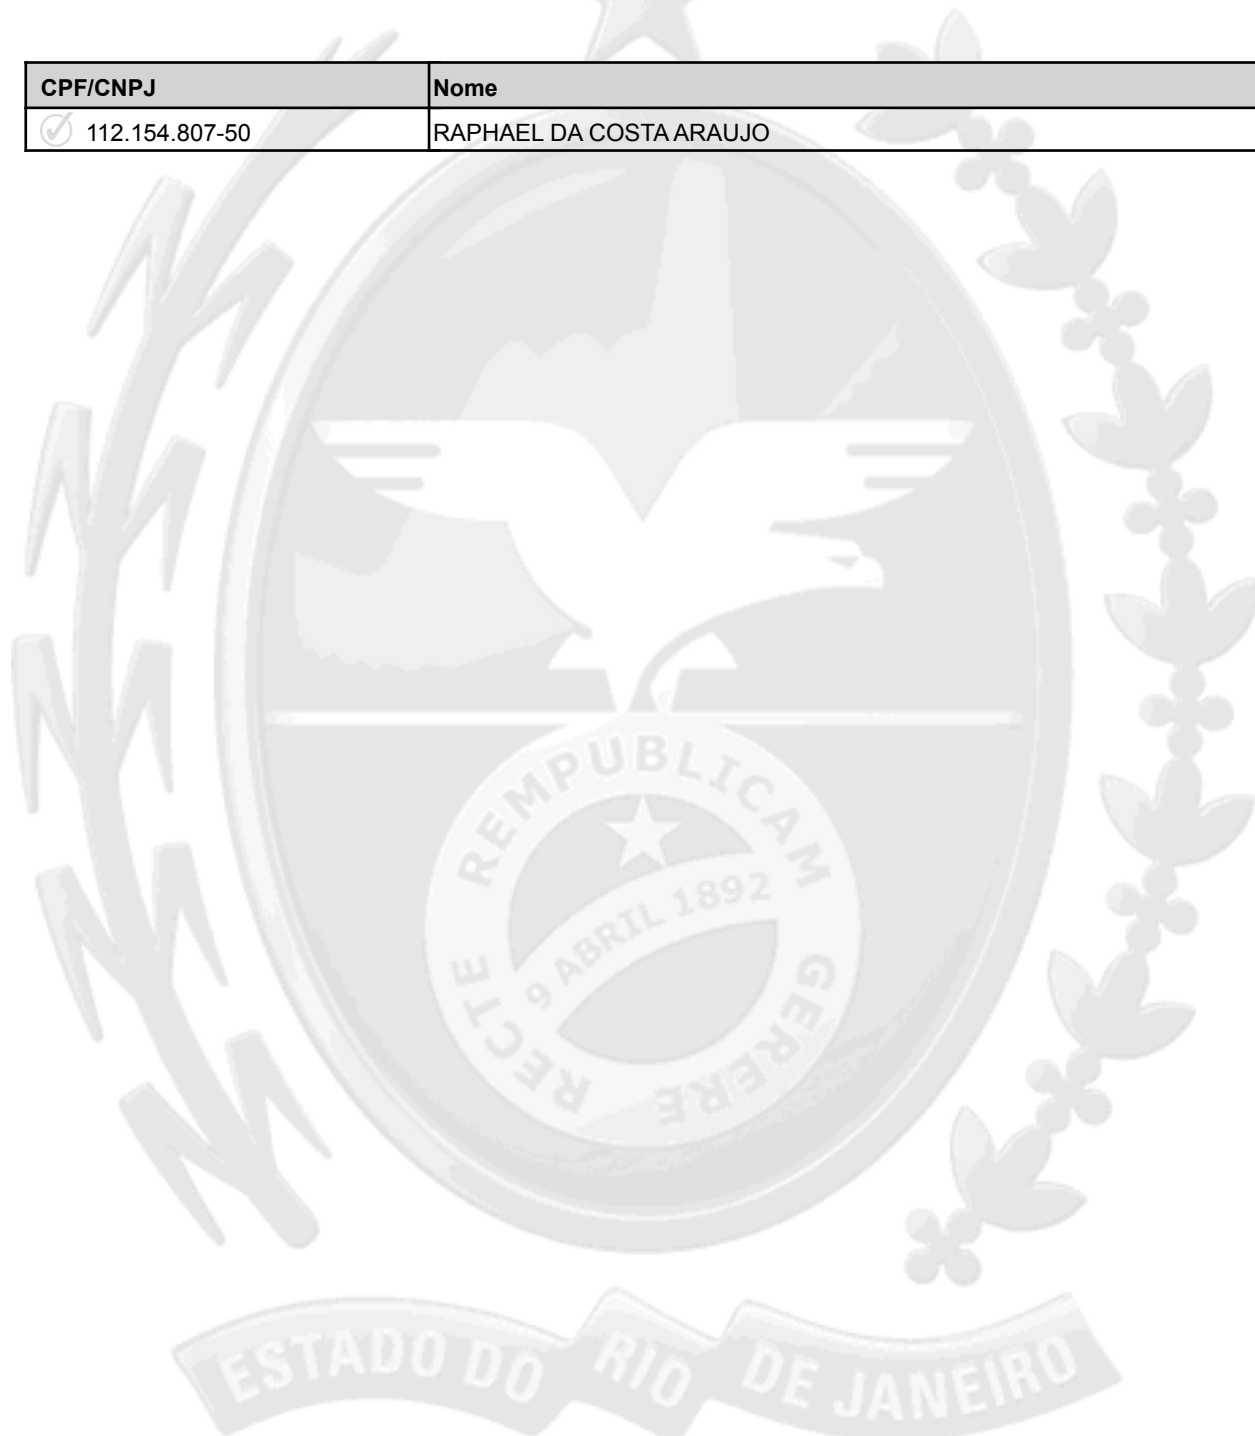 CPF/CNPJ Nome
112.154.807-50 RAPHAEL DA COSTA ARAUJO
REMPUBLICAM
9 ABRIL 1892
RECTE GERERE
ESTADO DO RIO DE JANEIRO